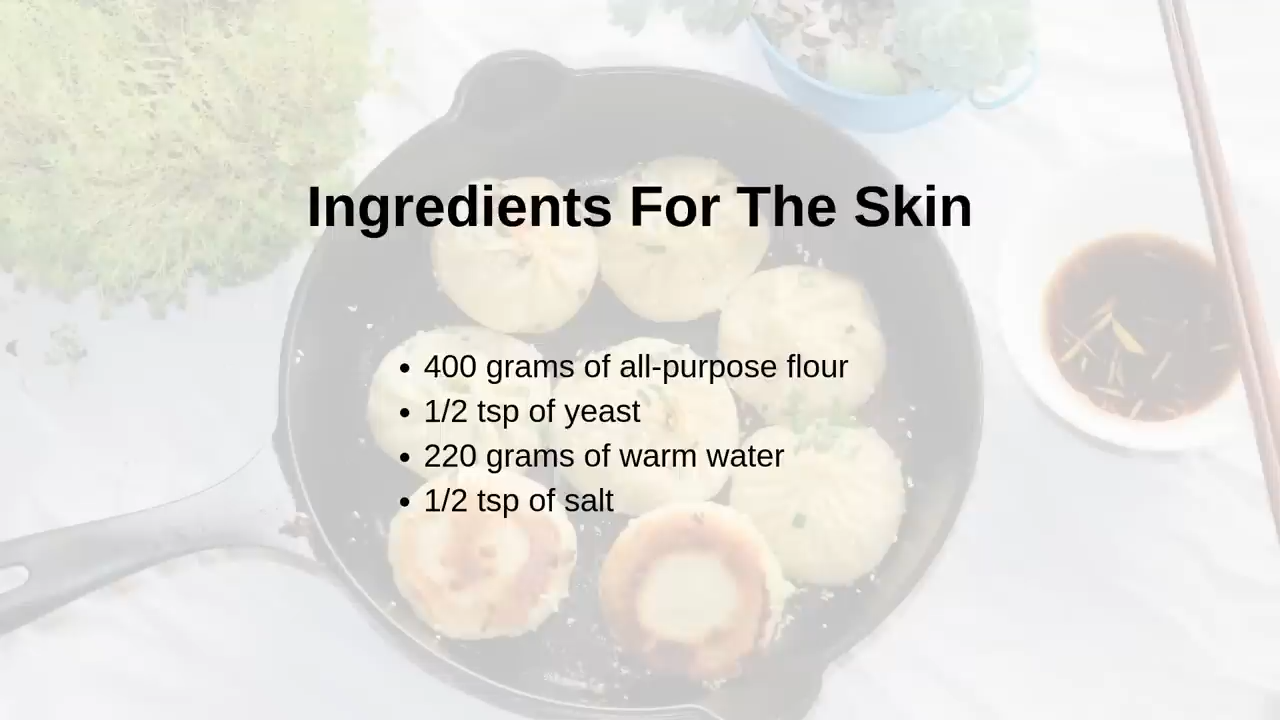 Ingredients For The Skin
• 400 grams of all-purpose flour
• 1/2 tsp of yeast
• 220 grams of warm water
• 1/2 tsp of salt